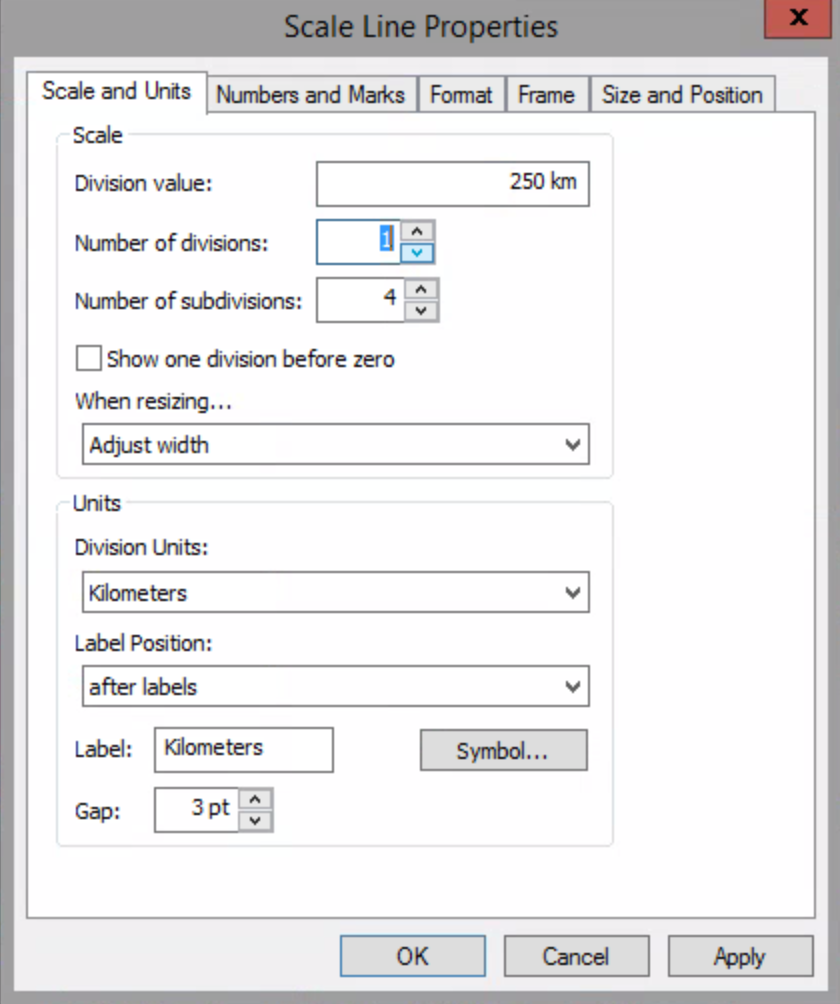 Scale Line Properties
x
Scale and Units Numbers and Marks Format Frame Size and Position
Scale
Division value: 250 km
Number of divisions: 1
Number of subdivisions: 4
Show one division before zero
When resizing...
Adjust width
Units
Division Units:
Kilometers
Label Position:
after labels
Label: Kilometers Symbol...
Gap: 3 pt
OK Cancel Apply